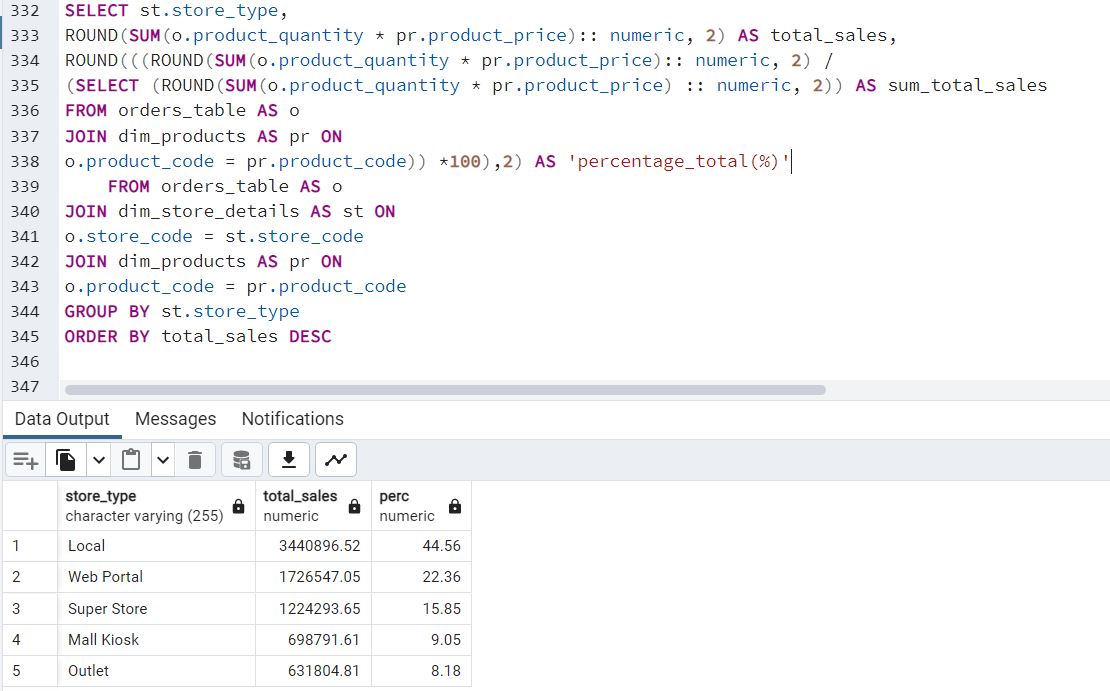 332 SELECT st.store_type,
333 ROUND(SUM(o.product_quantity * pr.product_price):: numeric, 2) AS total_sales,
334 ROUND(((ROUND(SUM(o.product_quantity * pr.product_price):: numeric, 2) /
335 (SELECT (ROUND(SUM(o.product_quantity * pr.product_price) :: numeric, 2)) AS sum_total_sales
336 FROM orders_table AS o
337 JOIN dim_products AS pr ON
338 o.product_code = pr.product_code)) *100),2) AS 'percentage_total(%)'
339     FROM orders_table AS o
340 JOIN dim_store_details AS st ON
341 o.store_code = st.store_code
342 JOIN dim_products AS pr ON
343 o.product_code = pr.product_code
344 GROUP BY st.store_type
345 ORDER BY total_sales DESC
346
347
Data Output Messages Notifications
store_type total_sales perc
character varying (255) numeric numeric
1 Local 3440896.52 44.56
2 Web Portal 1726547.05 22.36
3 Super Store 1224293.65 15.85
4 Mall Kiosk 698791.61 9.05
5 Outlet 631804.81 8.18